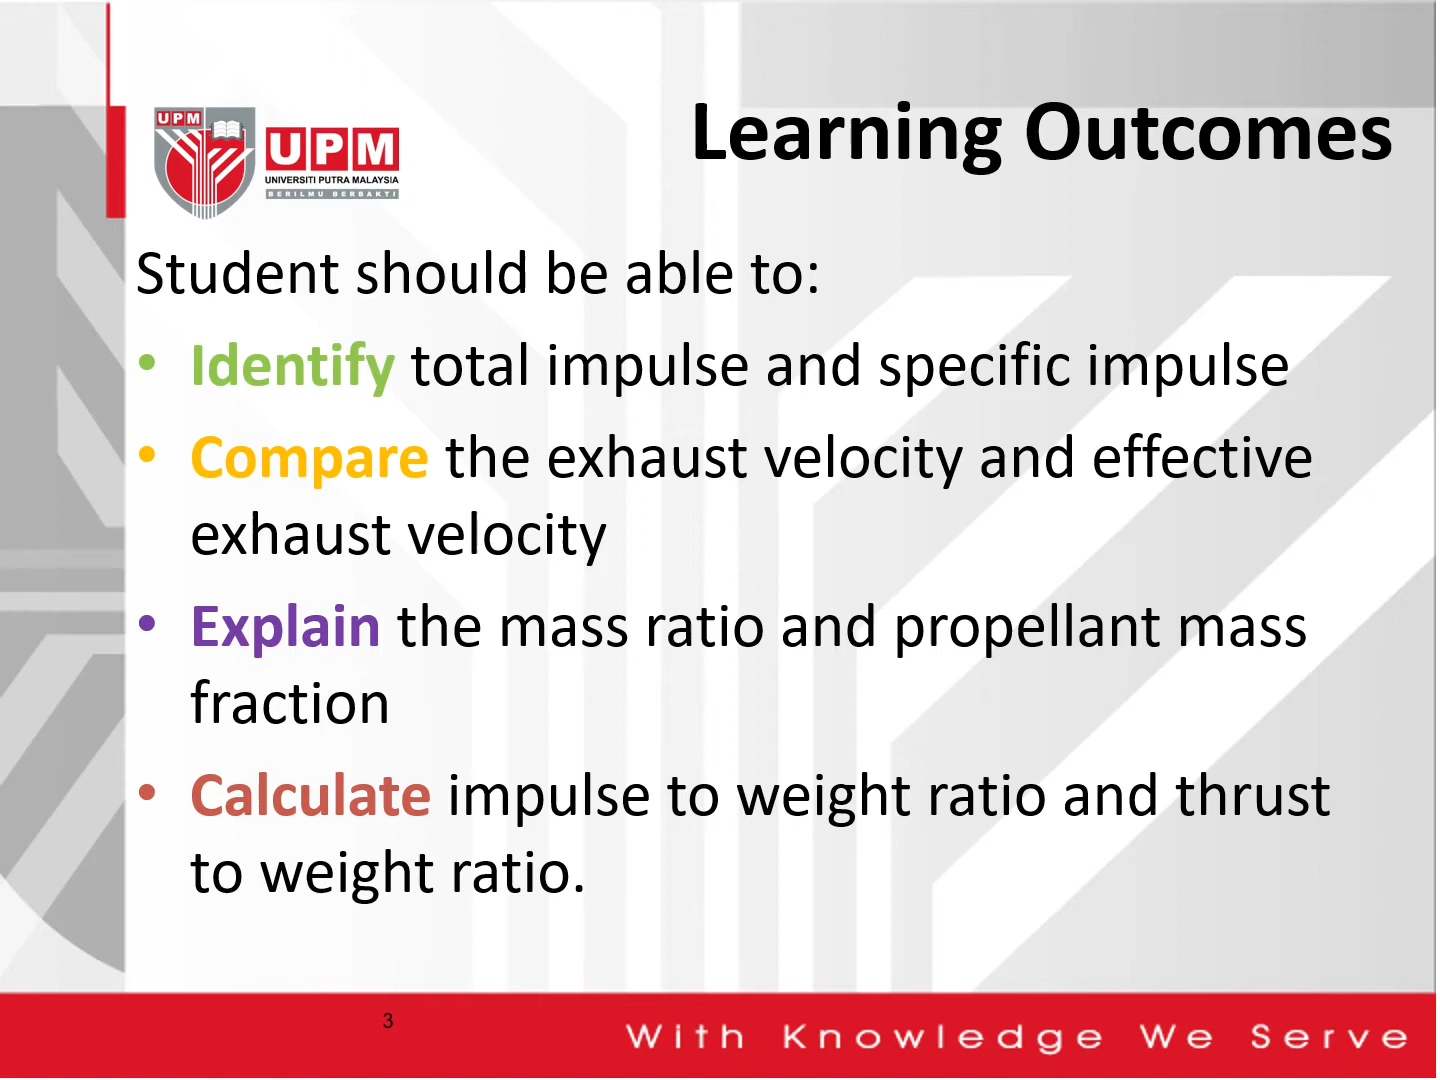 Learning Outcomes
UPM
UPM
UNIVERSITI PUTRA MALAYSIA
BERILMU BERBAKTI
Student should be able to:
• Identify total impulse and specific impulse
• Compare the exhaust velocity and effective
exhaust velocity
• Explain the mass ratio and propellant mass
fraction
• Calculate impulse to weight ratio and thrust
to weight ratio.
3
With Knowledge We Serve